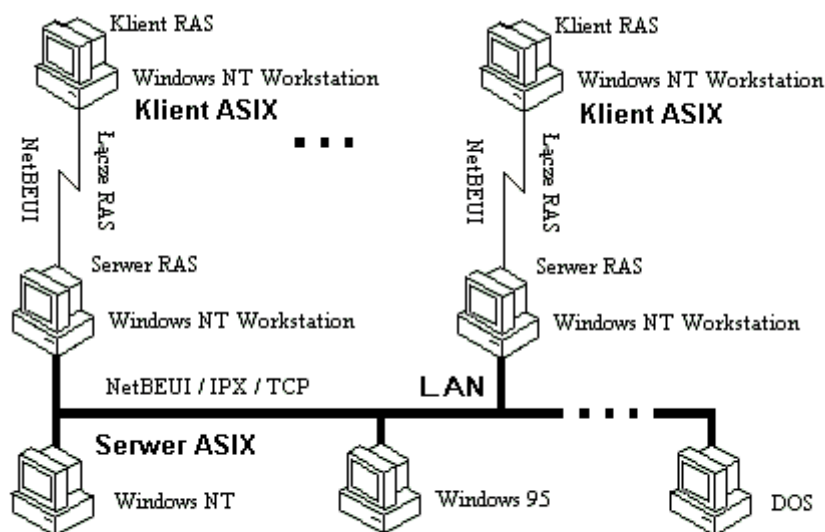 Klient RAS
Klient RAS
Windows NT Workstation
Windows NT Workstation
Klient ASIX
Klient ASIX
NetBEUI
Łącze RAS
NetBEUI
Łącze RAS
Serwer RAS
Serwer RAS
Windows NT Workstation
Windows NT Workstation
NetBEUI / IPX / TCP
LAN
Serwer ASIX
Windows NT
Windows 95
DOS